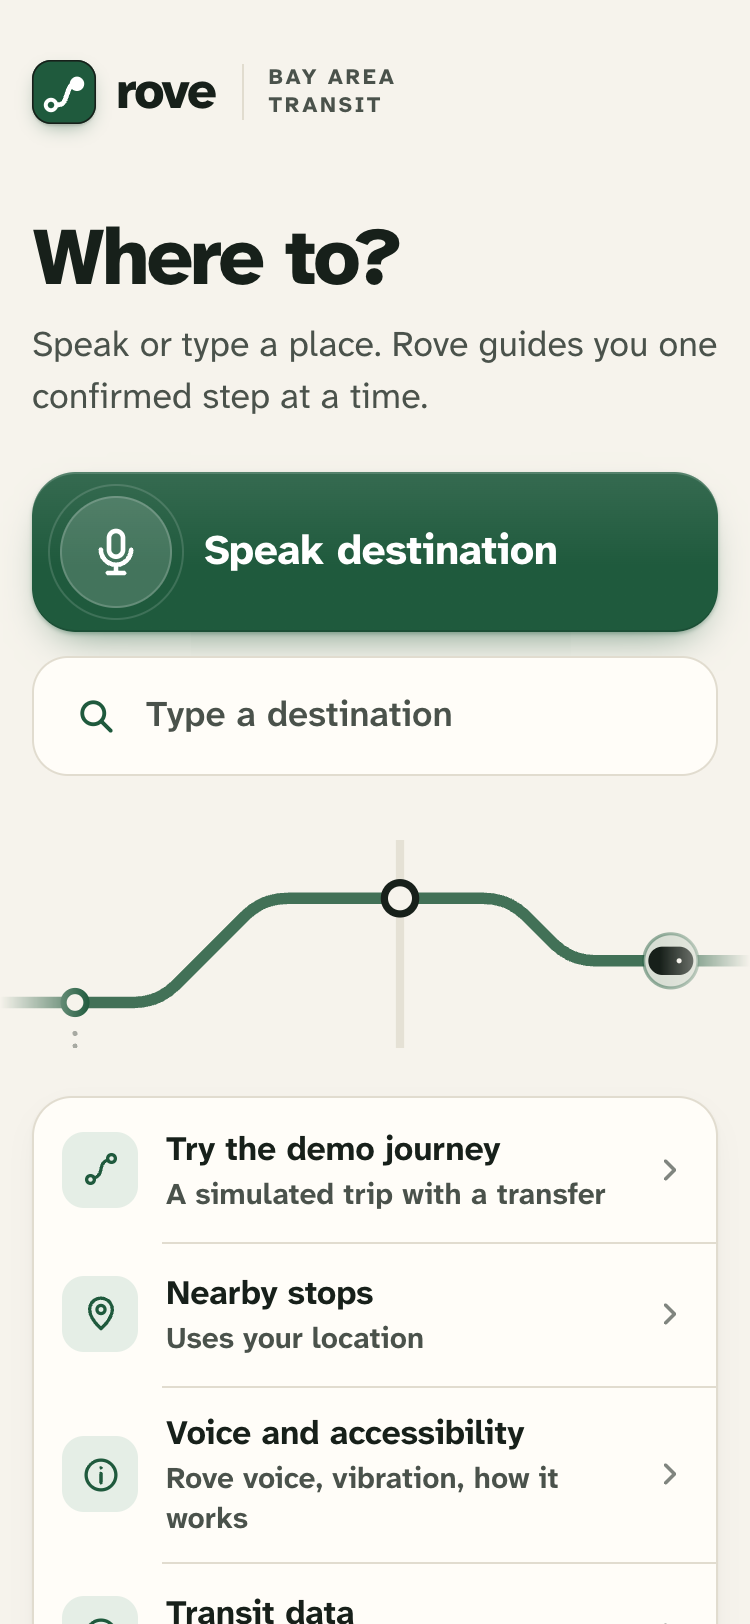 rove
BAY AREA
TRANSIT
Where to?
Speak or type a place. Rove guides you one
confirmed step at a time.
Speak destination
Type a destination
Try the demo journey
A simulated trip with a transfer
Nearby stops
Uses your location
Voice and accessibility
Rove voice, vibration, how it
works
Transit data